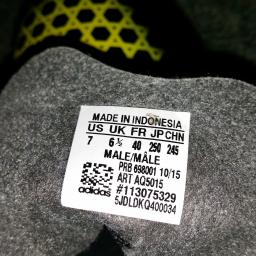 MADE IN INDONESIA
US UK FR JP CHN
7 6½ 40 250 245
MALE/MÂLE
PRB 698001 10/15
ART AQ5015
#113075329
5JDLDKQ400034
adidas